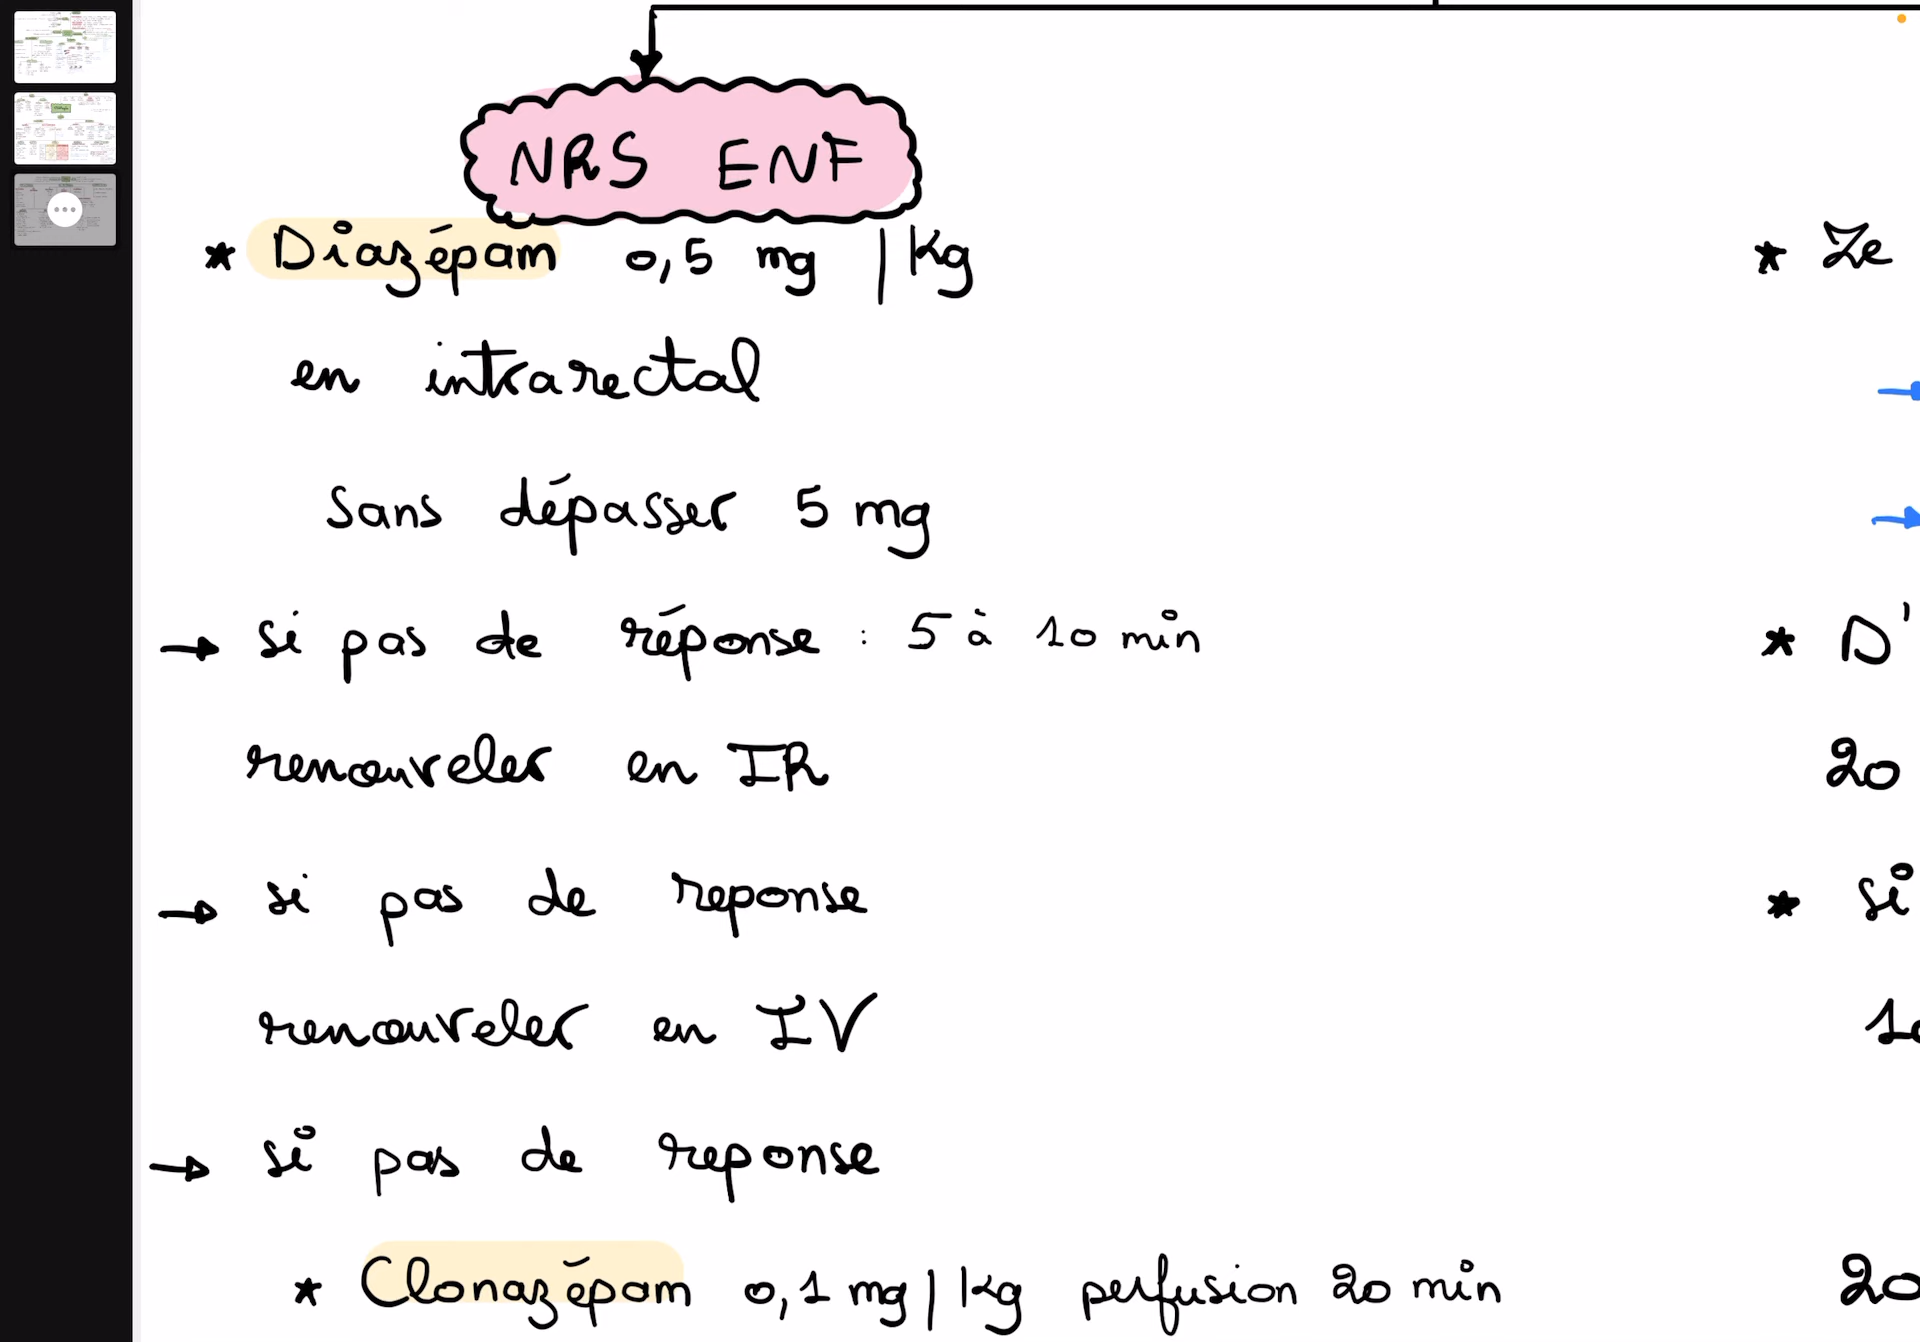 NRS ENF
* Diazépam 0,5 mg |Kg
en intrarectal
sans dépasser 5 mg
→ si pas de réponse : 5 à 10 min
renouveler en IR
→ si pas de reponse
renouveler en IV
→ si pas de reponse
* Clonazépam 0,1 mg|kg perfusion 20 min
* Ze
→
→
* D'
20
* si
20